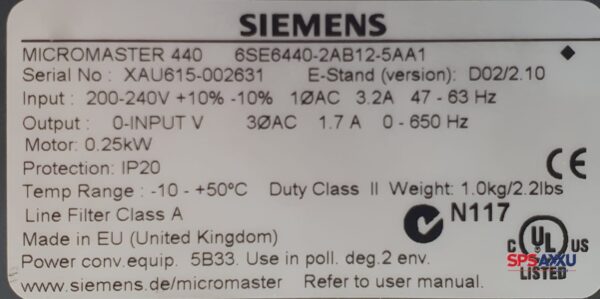 SIEMENS
MICROMASTER 440 6SE6440-2AB12-5AA1
Serial No : XAU615-002631 E-Stand (version): D02/2.10
Input : 200-240V +10% -10% 1ØAC 3.2A 47 - 63 Hz
Output : 0-INPUT V 3ØAC 1.7 A 0 - 650 Hz
Motor: 0.25kW
Protection: IP20
CE
Temp Range : -10 - +50ºC Duty Class II Weight: 1.0kg/2.2lbs
Line Filter Class A
N117
Made in EU (United Kingdom)
C UL US
Power conv.equip. 5B33. Use in poll. deg.2 env.
SPSAXXU
LISTED
www.siemens.de/micromaster Refer to user manual.